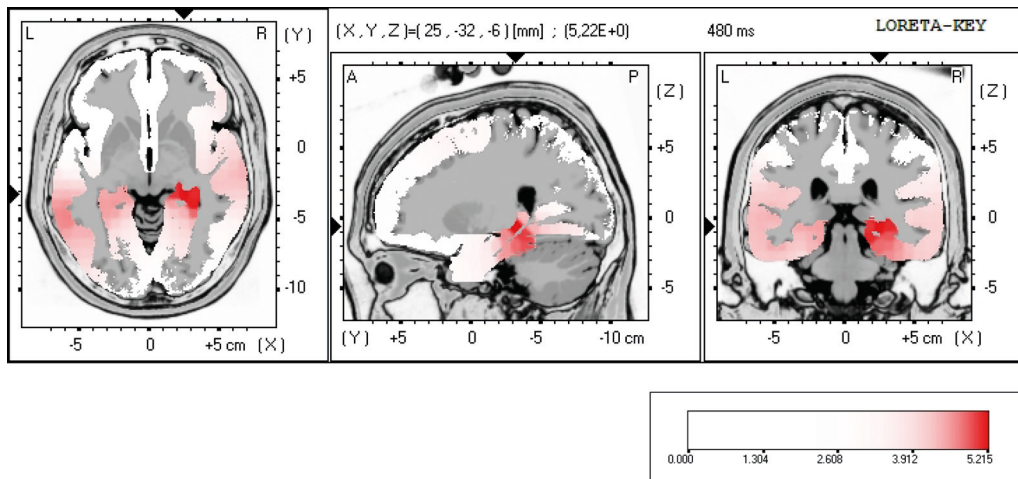 (X,Y,Z)=(25,-32,-6)[mm] ; (5,22E+0) 480 ms LORETA-KEY
L R (Y)
+5
0
-5
-10
-5 0 +5 cm (X)
A P (Z)
+5
0
-5
(Y) +5 0 -5 -10 cm
L R (Z)
+5
0
-5
-5 0 +5 cm (X)
0.000 1.304 2.608 3.912 5.215